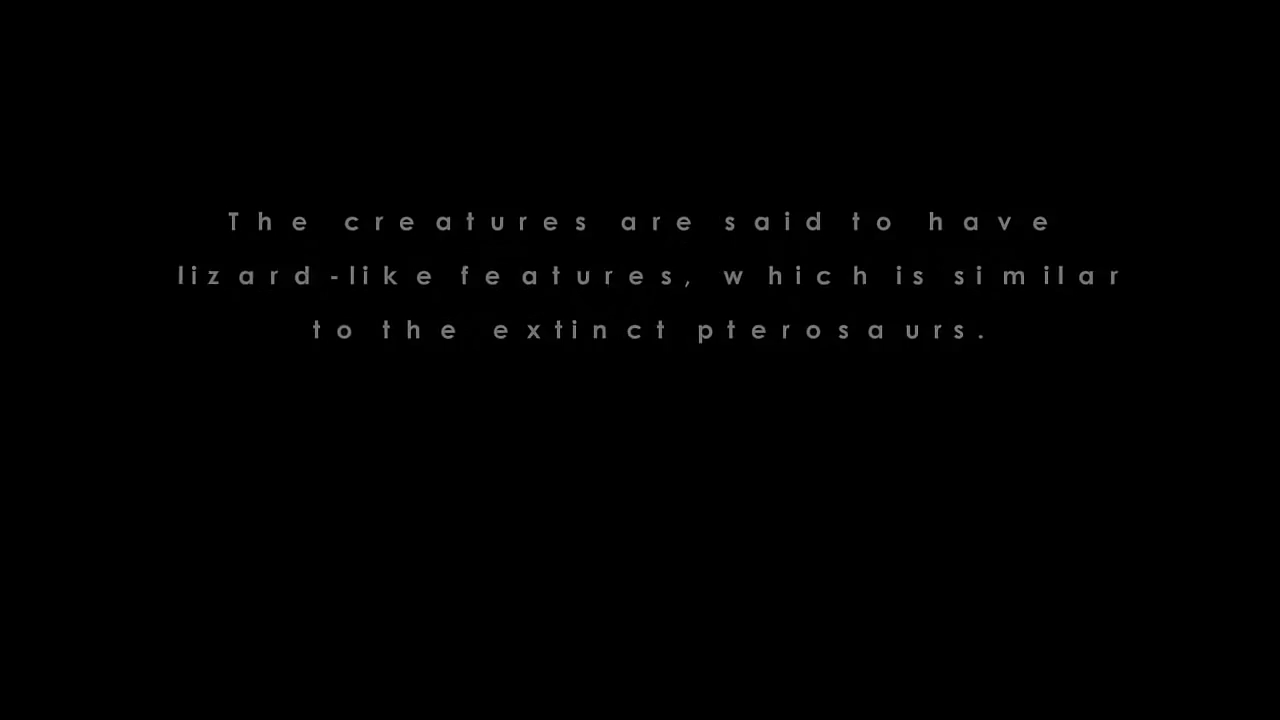 The creatures are said to have
lizard-like features, which is similar
to the extinct pterosaurs.